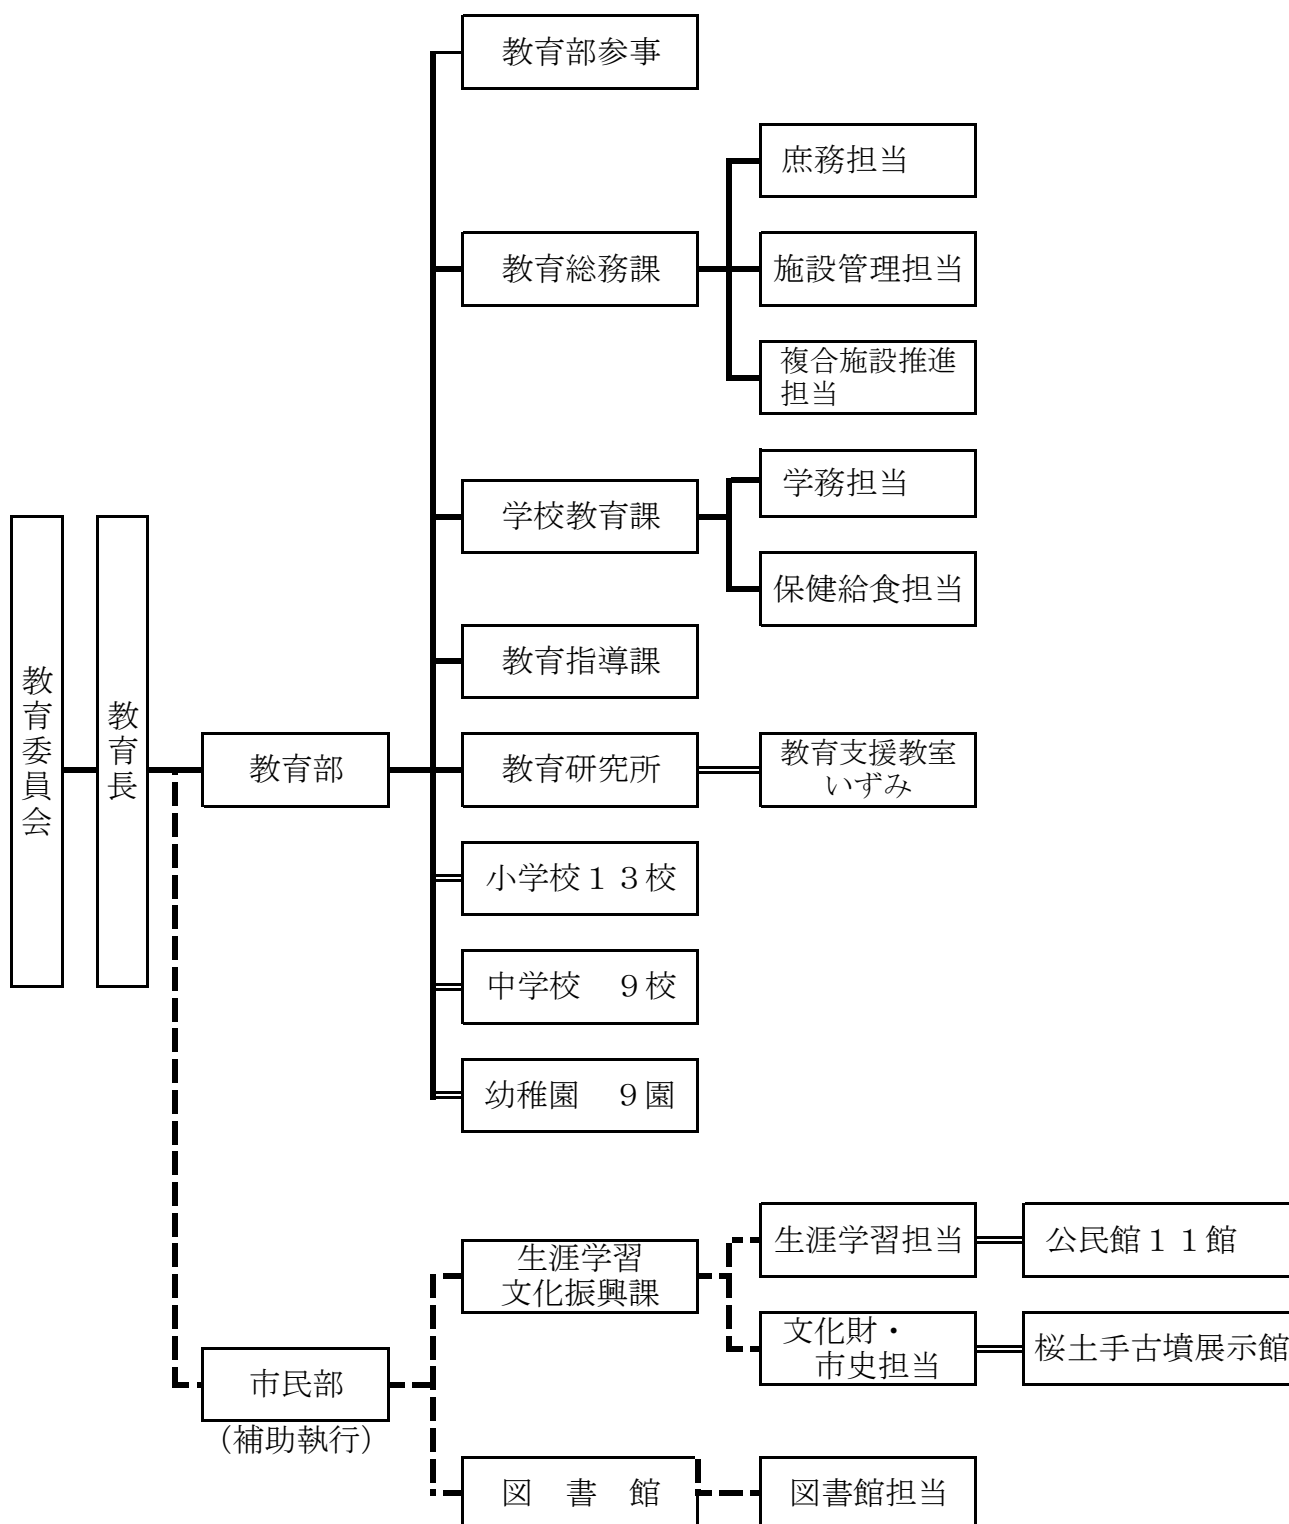 教育部参事
庶務担当
教育総務課
施設管理担当
複合施設推進
担当
学務担当
学校教育課
保健給食担当
教育指導課
教育委員会
教育長
教育部
教育研究所
教育支援教室
いずみ
小学校１３校
中学校　９校
幼稚園　９園
生涯学習担当
公民館１１館
生涯学習
文化振興課
文化財・
市史担当
桜土手古墳展示館
市民部
（補助執行）
図　書　館
図書館担当